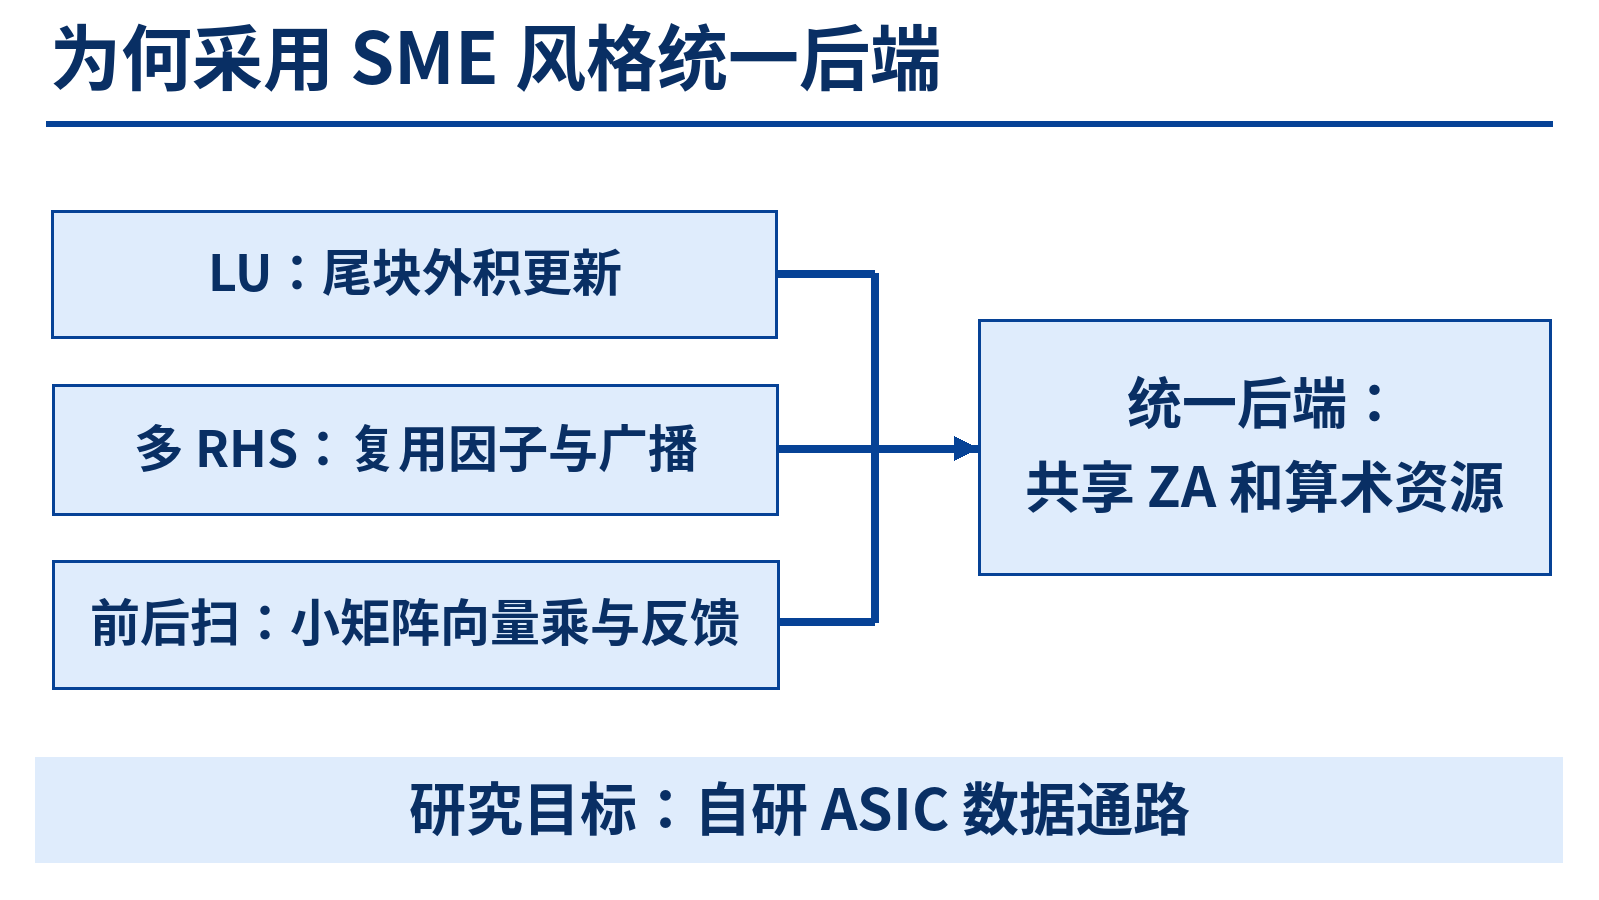 为何采用 SME 风格统一后端
LU：尾块外积更新
多 RHS：复用因子与广播
前后扫：小矩阵向量乘与反馈
统一后端：
共享 ZA 和算术资源
研究目标：自研 ASIC 数据通路